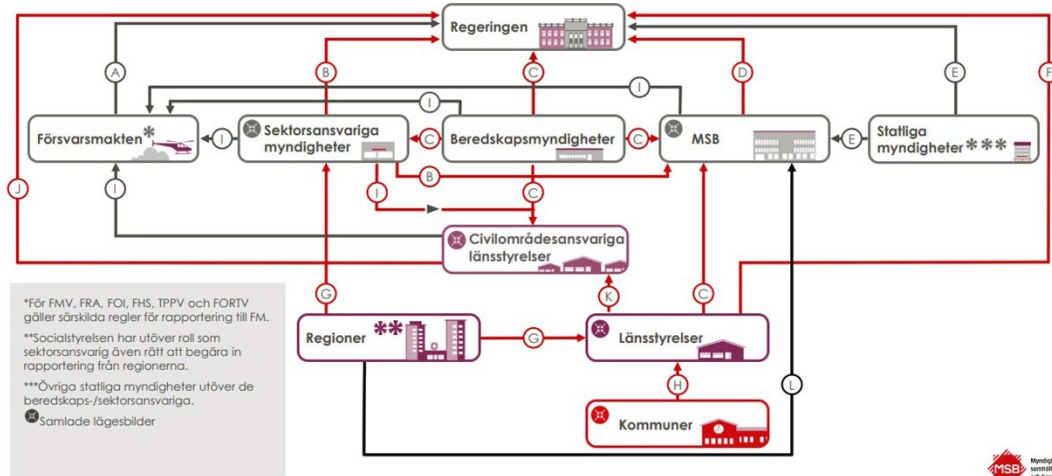 Regeringen
A
B
C
D
E
F
I
I
Försvarsmakten *
I
Sektorsansvariga
myndigheter
C
Beredskapsmyndigheter
C
MSB
E
Statliga
myndigheter ***
J
I
B
I
C
Civilområdesansvariga
länsstyrelser
G
K
C
*För FMV, FRA, FOI, FHS, TPPV och FORTV
gäller särskilda regler för rapportering till FM.
**Socialstyrelsen har utöver roll som
sektorsansvarig även rätt att begära in
rapportering från regionerna.
***Övriga statliga myndigheter utöver de
beredskaps-/sektorsansvariga.
Samlade lägesbilder
Regioner **
G
Länsstyrelser
H
L
Kommuner
MSB